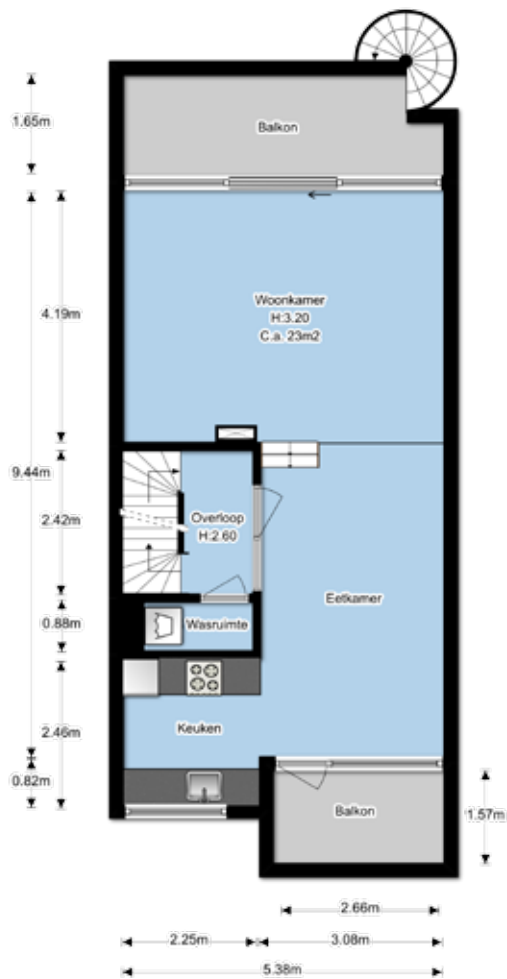 1.65m
Balkon
Woonkamer
H:3.20
C.a. 23m2
4.19m
9.44m
2.42m
Overloop
H:2.60
Eetkamer
0.88m
Wasruimte
2.46m
Keuken
0.82m
Balkon
1.57m
2.66m
2.25m
3.08m
5.38m